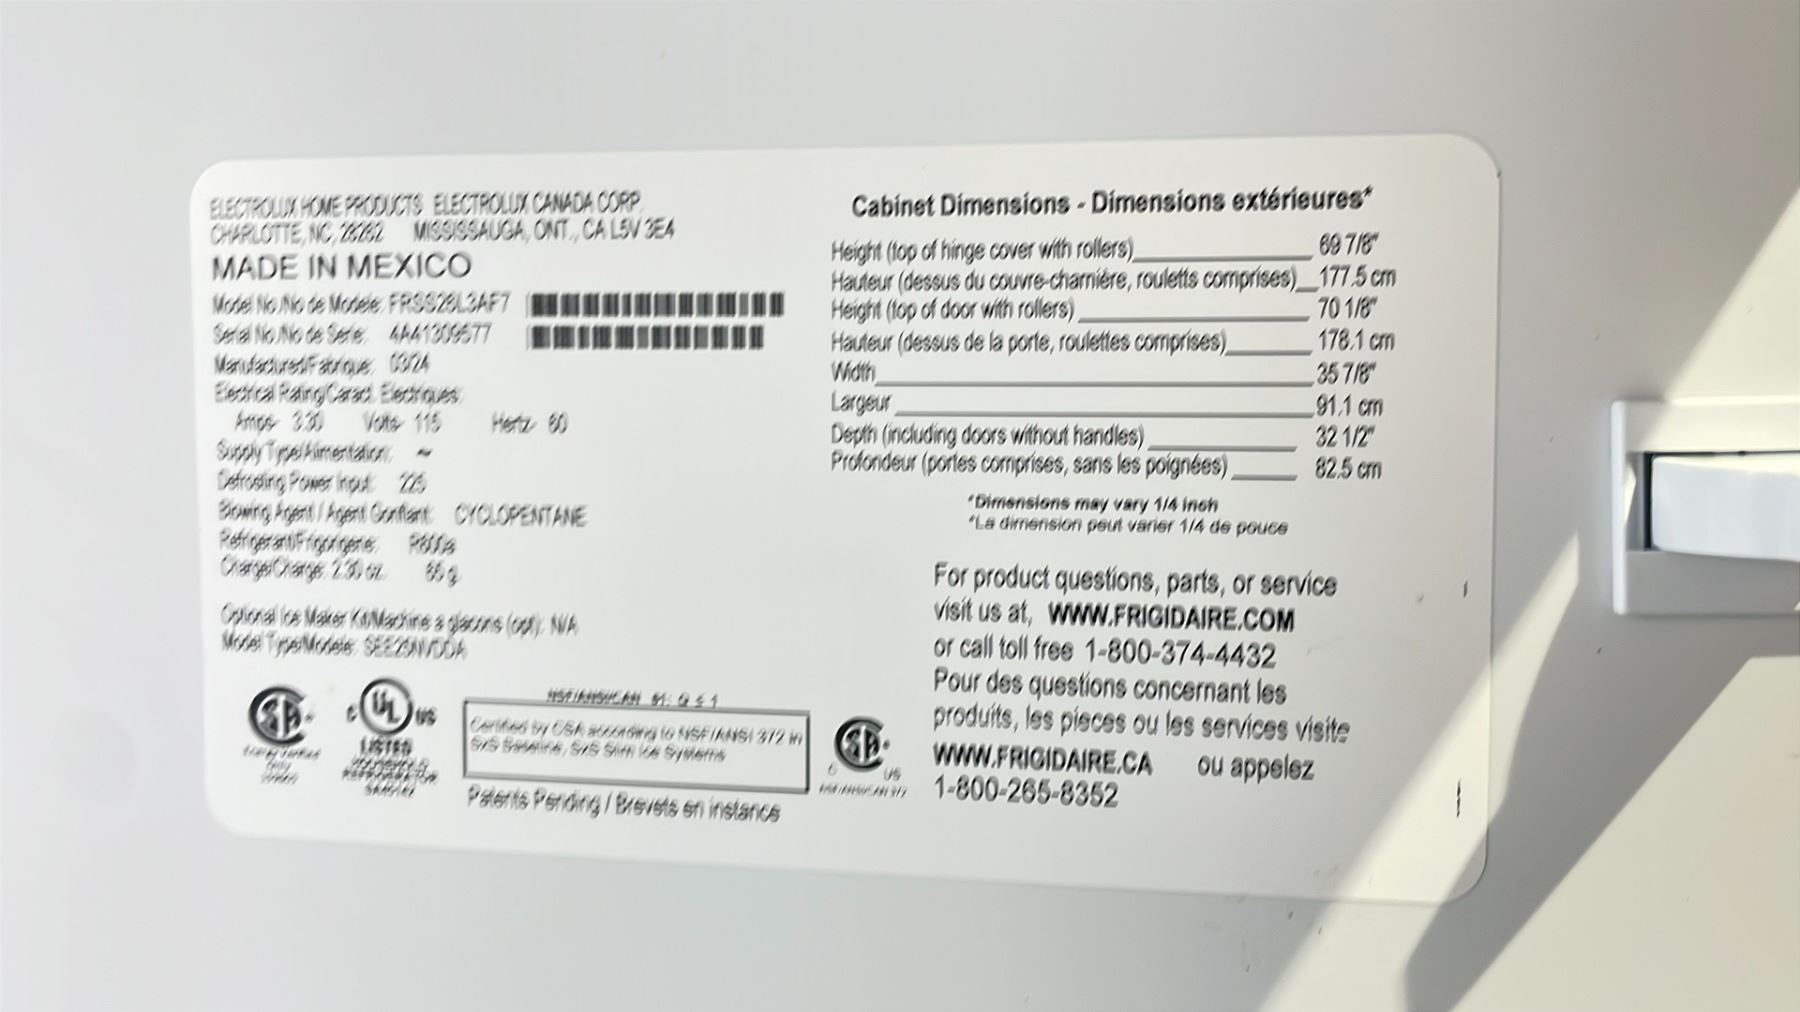 ELECTROLUX HOME PRODUCTS ELECTROLUX CANADA CORP.
CHARLOTTE, NC, 28262 MISSISSAUGA, ONT., CA L5V 3E4
MADE IN MEXICO
Model No./No de Modele: FRSS26L3AF7
Serial No./No de Serie: 4A41309577
Manufactured/Fabrique: 03/24
Electrical Rating/Caract. Electriques:
Amps- 3.30 Volts- 115 Hertz- 60
Supply Type/Alimentation: ~
Defrosting Power Input: 225
Blowing Agent / Agent Gonflant: CYCLOPENTANE
Refrigerant/Frigorigene: R600a
Charge/Charge: 2.30 oz. 65 g
Optional Ice Maker Kit/Machine a glacons (opt): N/A
Model Type/Modele:
LISTED
NSF/ANSI/CAN 61: Q ≤ 1
Certified by CSA according to NSF/ANSI 372 in
SxS Baseline, SxS Slim Ice Systems
Patents Pending / Brevets en instance
Cabinet Dimensions - Dimensions extérieures*
Height (top of hinge cover with rollers) 69 7/8"
Hauteur (dessus du couvre-charnière, rouletts comprises) 177.5 cm
Height (top of door with rollers) 70 1/8"
Hauteur (dessus de la porte, roulettes comprises) 178.1 cm
Width 35 7/8"
Largeur 91.1 cm
Depth (including doors without handles) 32 1/2"
Profondeur (portes comprises, sans les poignées) 82.5 cm
*Dimensions may vary 1/4 inch
*La dimension peut varier 1/4 de pouce
For product questions, parts, or service
visit us at, WWW.FRIGIDAIRE.COM
or call toll free 1-800-374-4432
Pour des questions concernant les
produits, les pieces ou les services visite
WWW.FRIGIDAIRE.CA ou appelez
1-800-265-8352